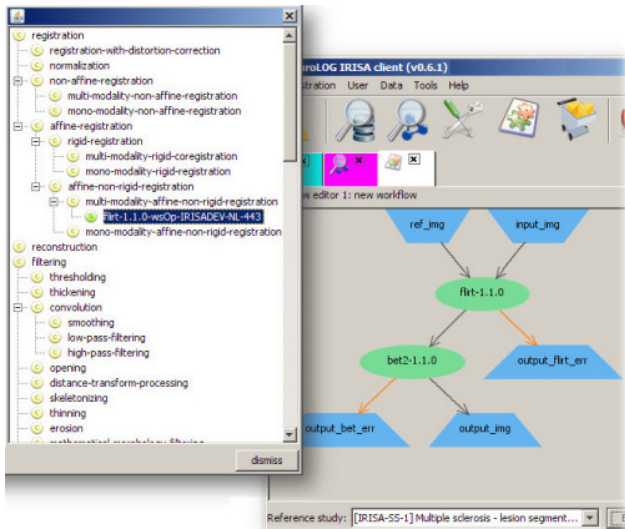 registration
registration-with-distortion-correction
normalization
non-affine-registration
multi-modality-non-affine-registration
mono-modality-non-affine-registration
affine-registration
rigid-registration
multi-modality-rigid-coregistration
mono-modality-rigid-registration
affine-non-rigid-registration
multi-modality-affine-non-rigid-registration
flirt-1.1.0-wsOp-IRISADEV-NL-443
mono-modality-affine-non-rigid-registration
reconstruction
filtering
thresholding
thickening
convolution
smoothing
low-pass-filtering
high-pass-filtering
opening
distance-transform-processing
skeletonizing
thinning
erosion
mathematical-morphology-filtering
dismiss
roLOG IRISA client (v0.6.1)
tration User Data Tools Help
w editor 1: new workflow
ref_img input_img
flirt-1.1.0
bet2-1.1.0 output_flirt_err
output_bet_err output_img
Reference study: [IRISA-SS-1] Multiple sclerosis - lesion segment...